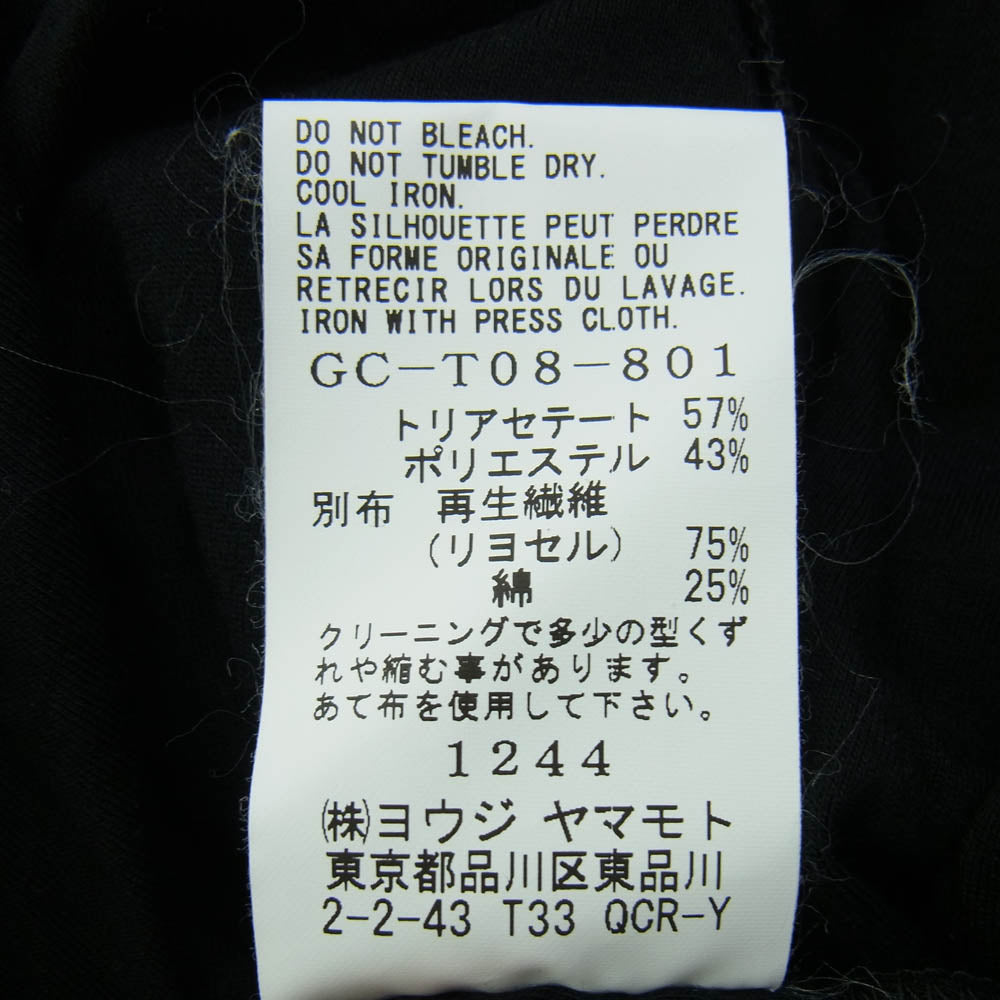 DO NOT BLEACH.
DO NOT TUMBLE DRY.
COOL IRON.
LA SILHOUETTE PEUT PERDRE
SA FORME ORIGINALE OU
RETRECIR LORS DU LAVAGE.
IRON WITH PRESS CLOTH.
GC-T08-801
トリアセテート 57%
ポリエステル 43%
別布 再生繊維
(リヨセル) 75%
綿 25%
クリーニングで多少の型くず
れや縮む事があります。
あて布を使用して下さい。
1244
㈱ヨウジ ヤマモト
東京都品川区東品川
2-2-43 T33 QCR-Y